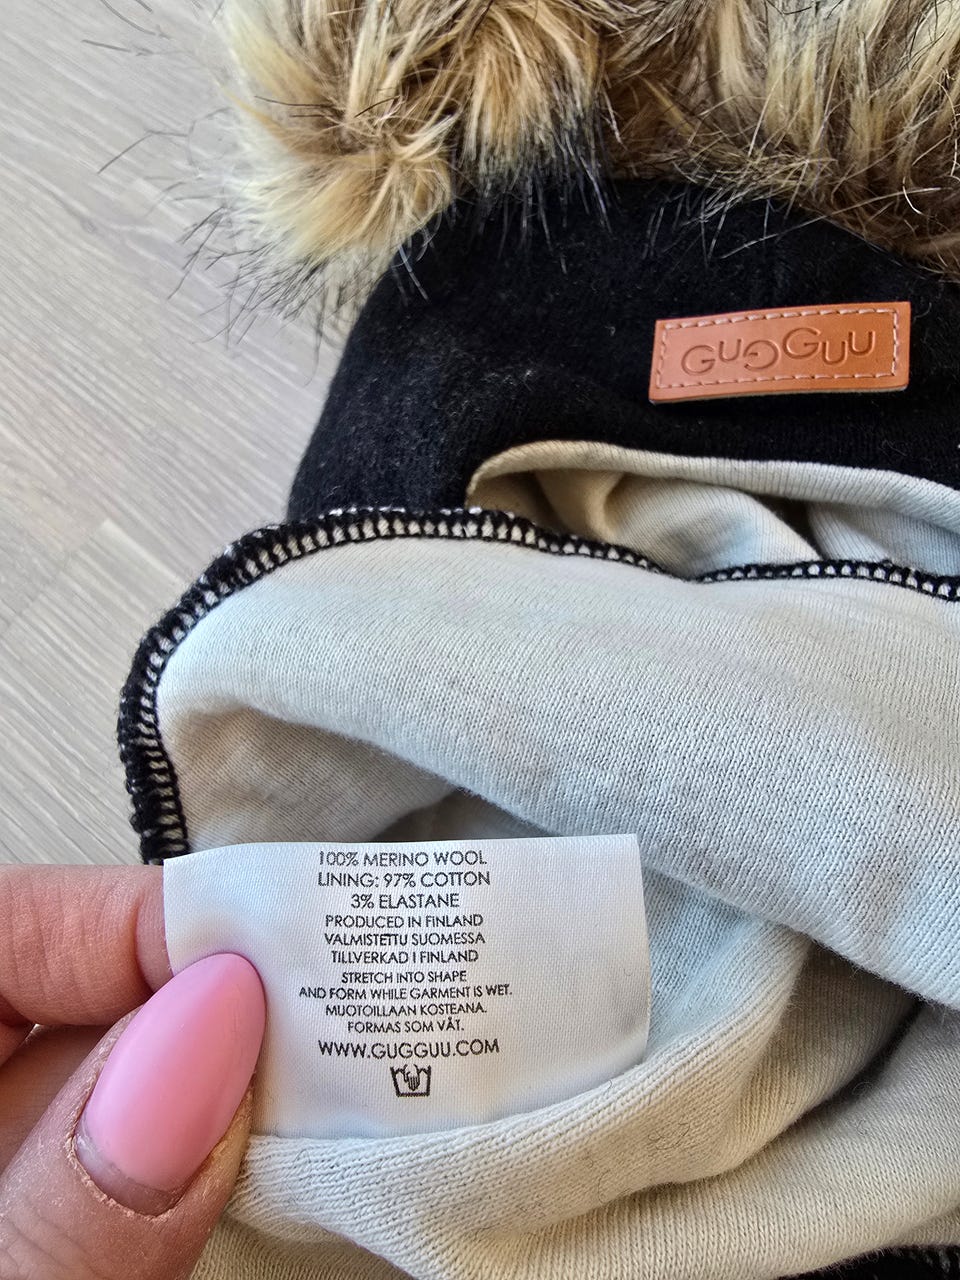 GUGGUU
100% MERINO WOOL
LINING: 97% COTTON
3% ELASTANE
PRODUCED IN FINLAND
VALMISTETTU SUOMESSA
TILLVERKAD I FINLAND
STRETCH INTO SHAPE
AND FORM WHILE GARMENT IS WET.
MUOTOILLAAN KOSTEANA.
FORMAS SOM VÅT.
WWW.GUGGUU.COM